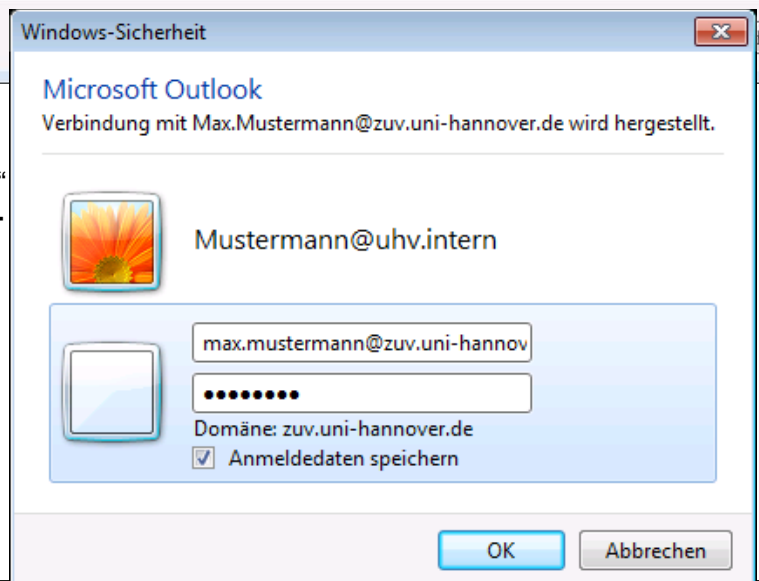 Windows-Sicherheit
Microsoft Outlook
Verbindung mit Max.Mustermann@zuv.uni-hannover.de wird hergestellt.
“
.
Mustermann@uhv.intern
max.mustermann@zuv.uni-hannov
●●●●●●●●
Domäne: zuv.uni-hannover.de
Anmeldedaten speichern
OK
Abbrechen